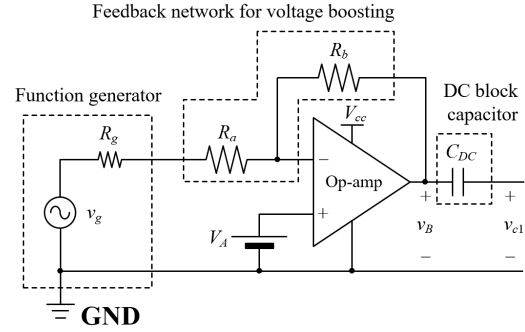 Feedback network for voltage boosting
R_b
Function generator
DC block
capacitor
R_g
R_a
V_cc
C_DC
−
Op-amp
+
v_g
V_A
+
+
v_B
v_c1
−
−
GND